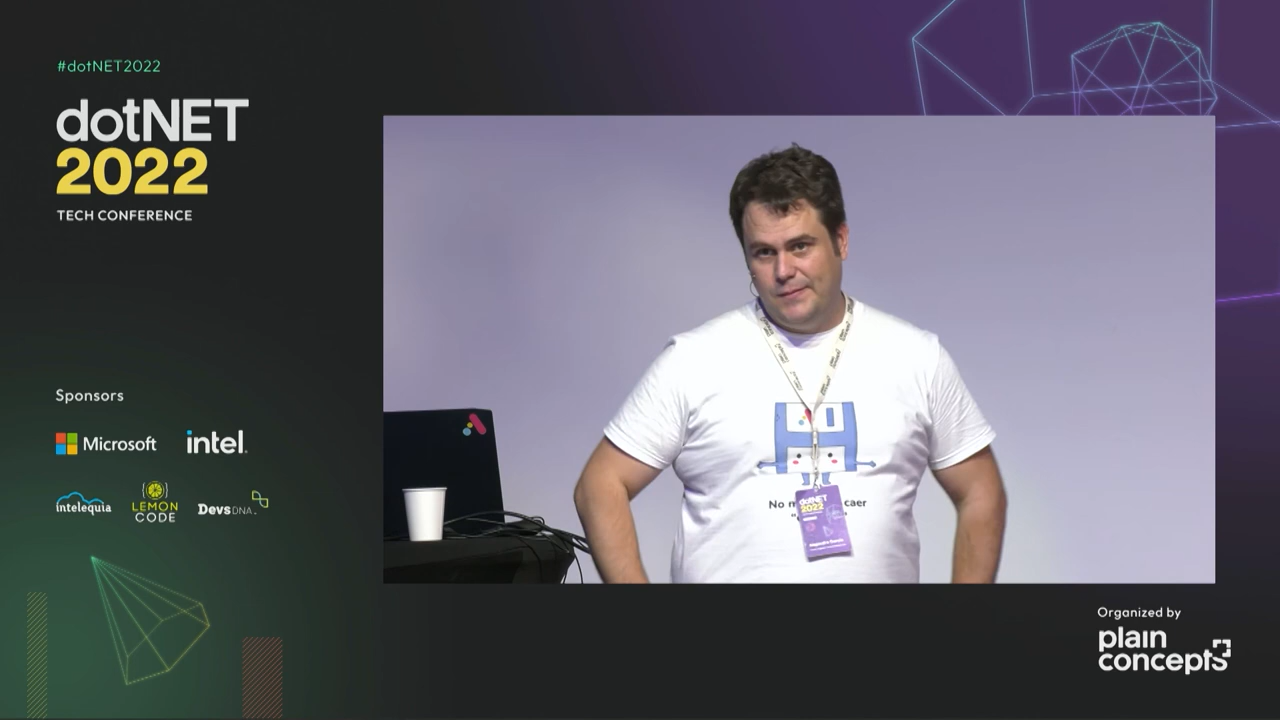 #dotNET2022
dotNET
2022
TECH CONFERENCE
Sponsors
Microsoft
intel.
intelequia
LEMON
CODE
DevsDNA
No m caer
dotNET
2022
Organized by
plain
concepts